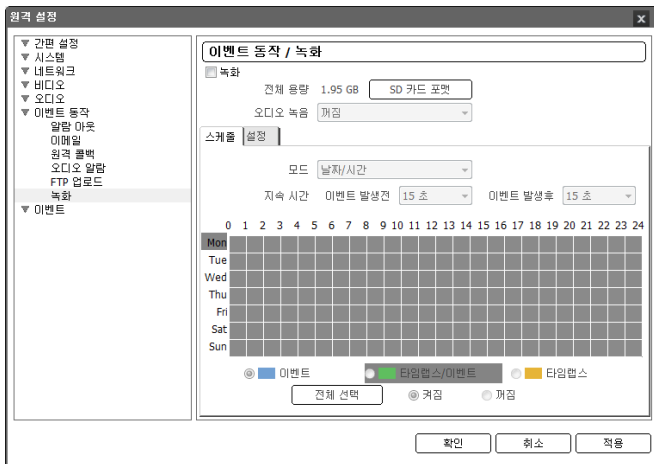 원격 설정
x
간편 설정
시스템
네트워크
비디오
오디오
이벤트 동작
알람 아웃
이메일
원격 콜백
오디오 알람
FTP 업로드
녹화
이벤트
이벤트 동작 / 녹화
녹화
전체 용량 1.95 GB SD 카드 포맷
오디오 녹음 꺼짐
스케줄 설정
모드 날짜/시간
지속 시간 이벤트 발생전 15 초 이벤트 발생후 15 초
0 1 2 3 4 5 6 7 8 9 10 11 12 13 14 15 16 17 18 19 20 21 22 23 24
Mon
Tue
Wed
Thu
Fri
Sat
Sun
이벤트 타임랩스/이벤트 타임랩스
전체 선택 켜짐 꺼짐
확인 취소 적용